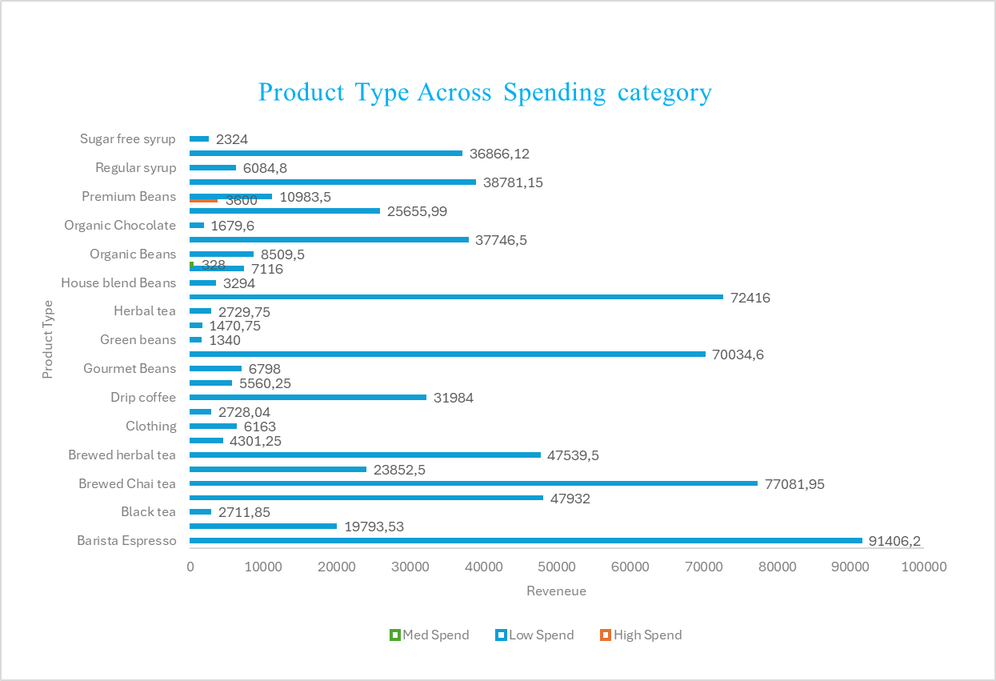 Product Type Across Spending category
Sugar free syrup 2324
36866,12
Regular syrup 6084,8
38781,15
Premium Beans 10983,5
3600
25655,99
Organic Chocolate 1679,6
37746,5
Organic Beans 8509,5
328
7116
House blend Beans 3294
72416
Herbal tea 2729,75
1470,75
Green beans 1340
70034,6
Gourmet Beans 6798
5560,25
Drip coffee 31984
2728,04
Clothing 6163
4301,25
Brewed herbal tea 47539,5
23852,5
Brewed Chai tea 77081,95
47932
Black tea 2711,85
19793,53
Barista Espresso 91406,2
Product Type
0 10000 20000 30000 40000 50000 60000 70000 80000 90000 100000
Reveneue
Med Spend Low Spend High Spend